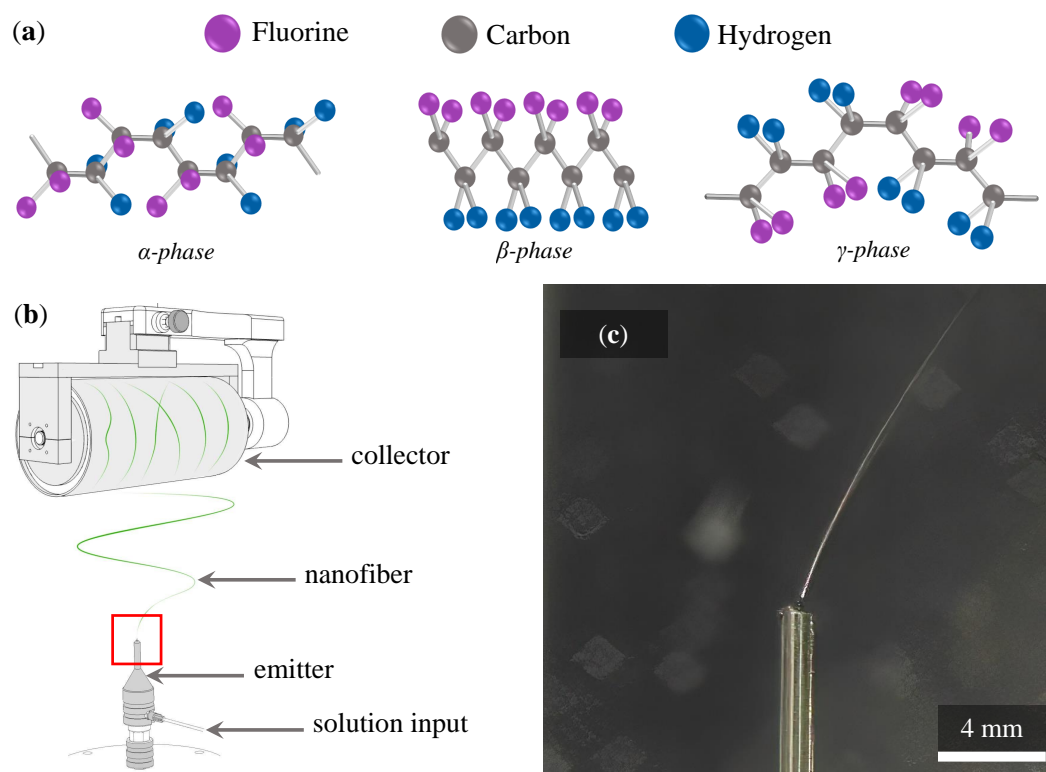 (a)
Fluorine
Carbon
Hydrogen
α-phase
β-phase
γ-phase
(b)
collector
nanofiber
emitter
solution input
(c)
4 mm